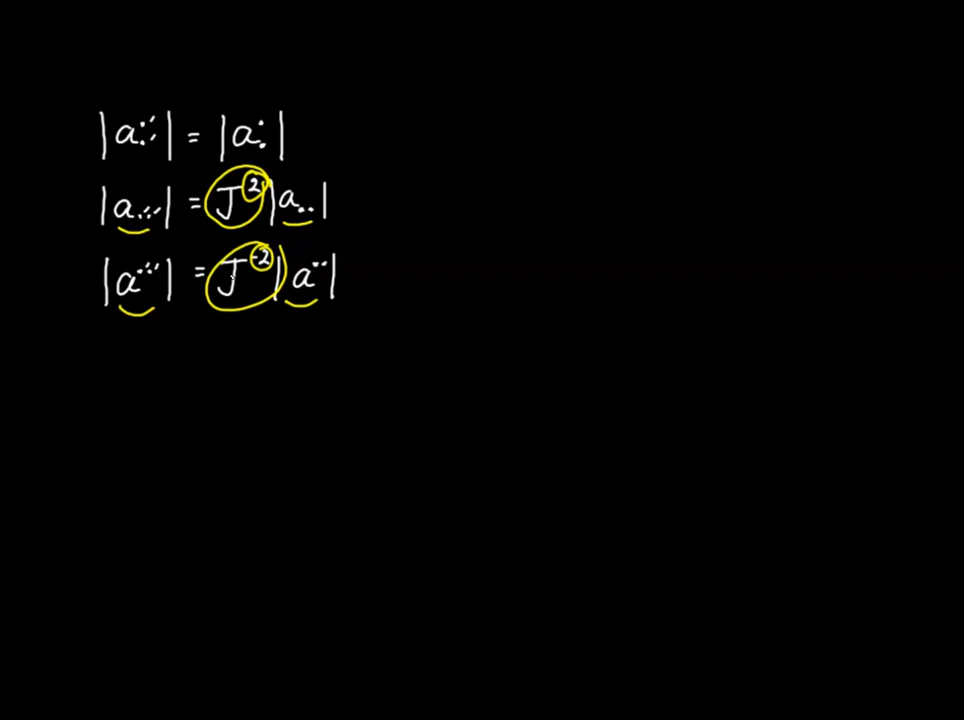 |a:̇'| = |a:|
|a..'.'| = J² |a..|
|a˙˙'˙'| = J⁻² |a˙˙|